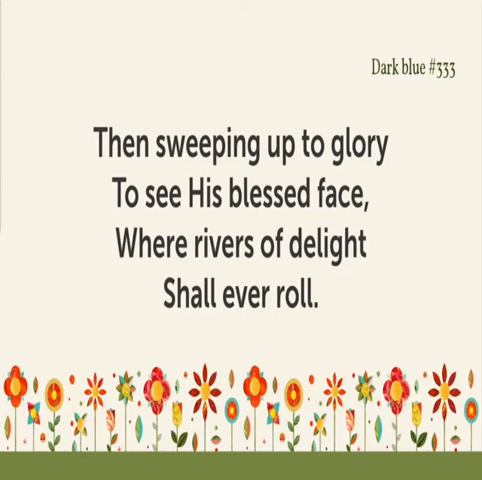 Dark blue #333
Then sweeping up to glory
To see His blessed face,
Where rivers of delight
Shall ever roll.